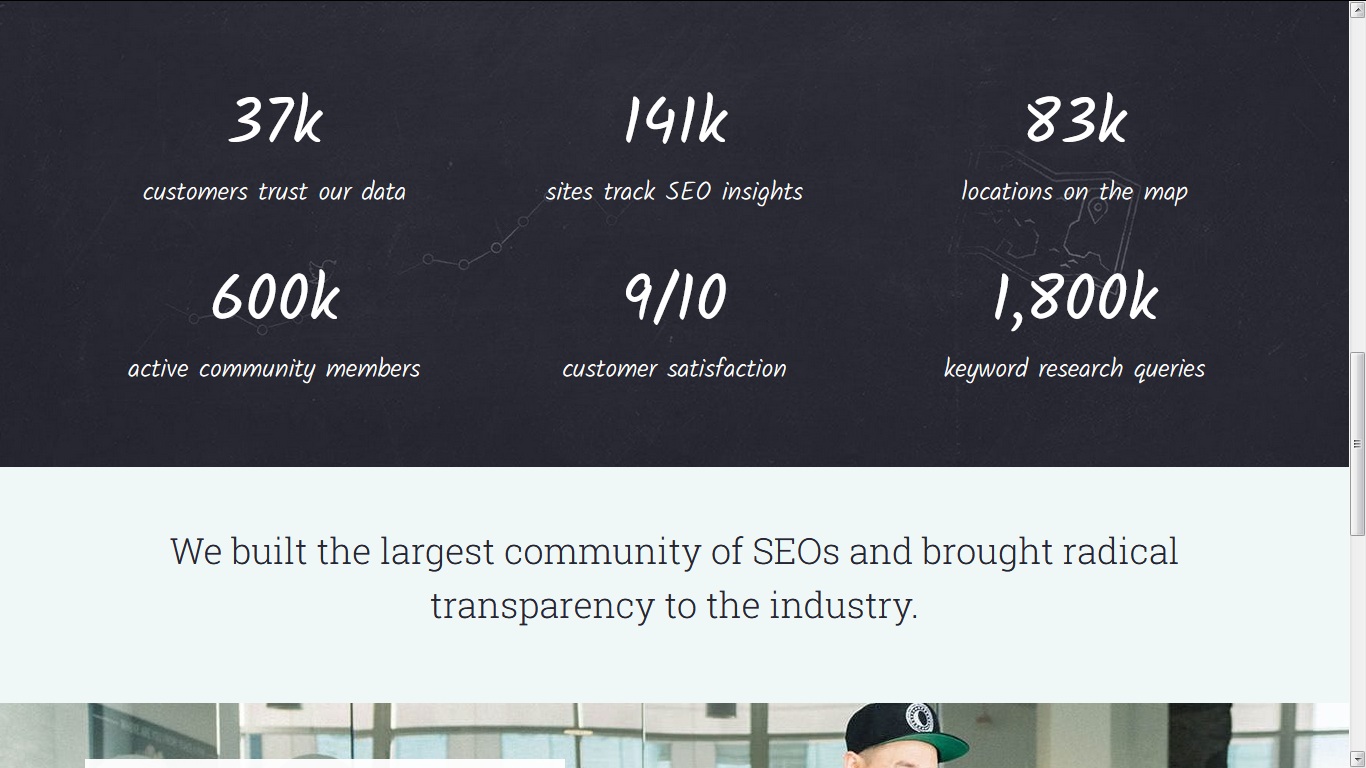 37k 141k 83k
customers trust our data sites track SEO insights locations on the map
600k 9/10 1,800k
active community members customer satisfaction keyword research queries
We built the largest community of SEOs and brought radical
transparency to the industry.